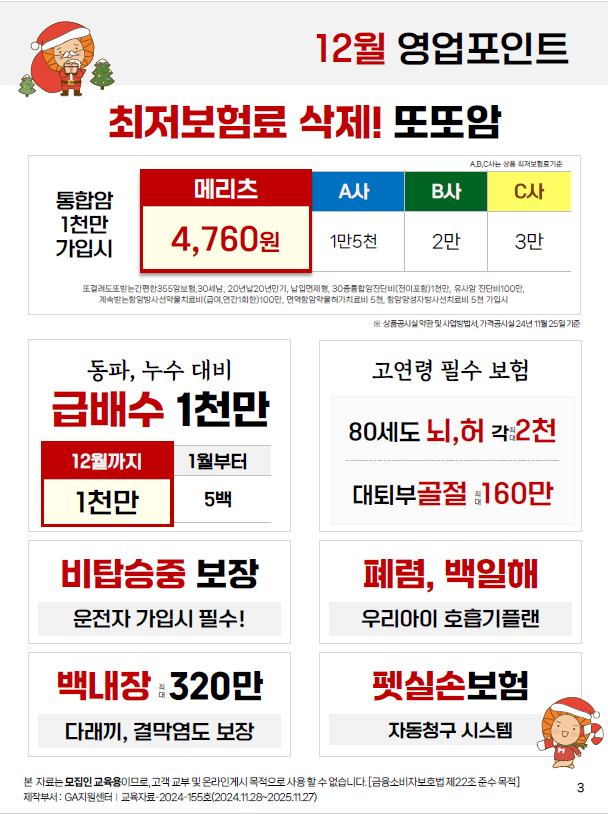 12월 영업포인트
최저보험료 삭제! 또또암
A,B,C사는 상품 최저보험료기준
통합암
1천만
가입시
메리츠 A사 B사 C사
4,760원 1만5천 2만 3만
또걸려도또받는간편한355암보험,30세남, 20년납20년만기, 납입면제형, 30종통합암진단비(전이포함)1천만, 유사암 진단비100만,
계속받는항암방사선약물치료비(급여,연간1회한)100만, 면역항암약물허가치료비 5천, 항암양성자방사선치료비 5천 가입시
※ 상품공시실 약관 및 사업방법서, 가격공시실 24년 11월 25일 기준
동파, 누수 대비
급배수 1천만
12월까지 1월부터
1천만 5백
고연령 필수 보험
80세도 뇌,허 각최대2천
대퇴부골절 최대160만
비탑승중 보장
운전자 가입시 필수!
폐렴, 백일해
우리아이 호흡기플랜
백내장 최대320만
다래끼, 결막염도 보장
펫실손보험
자동청구 시스템
본 자료는 모집인 교육용이므로, 고객 교부 및 온라인게시 목적으로 사용 할 수 없습니다. [금융소비자보호법 제22조 준수 목적]
제작부서 : GA지원센터ㅣ교육자료-2024-155호(2024.11.28~2025.11.27)
3